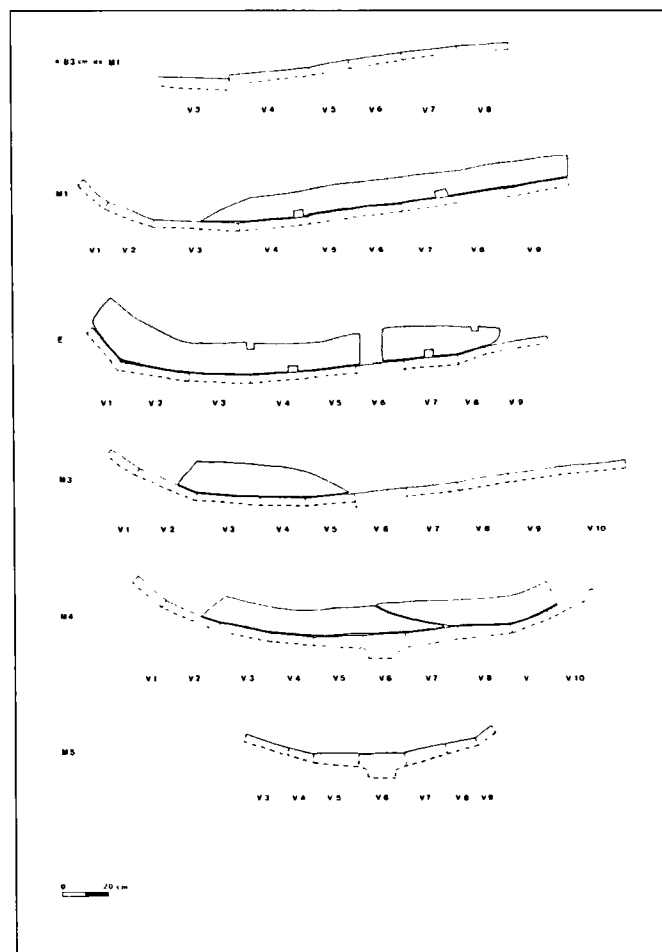 à 83 cm de M1
V3 V4 V5 V6 V7 V8
M1
V1 V2 V3 V4 V5 V6 V7 V8 V9
E
V1 V2 V3 V4 V5 V6 V7 V8 V9
M3
V1 V2 V3 V4 V6 V7 V8 V9 V10
M4
V1 V2 V3 V4 V5 V6 V7 V8 V V10
M5
V3 V4 V5 V6 V7 V8 V9
0 20 cm